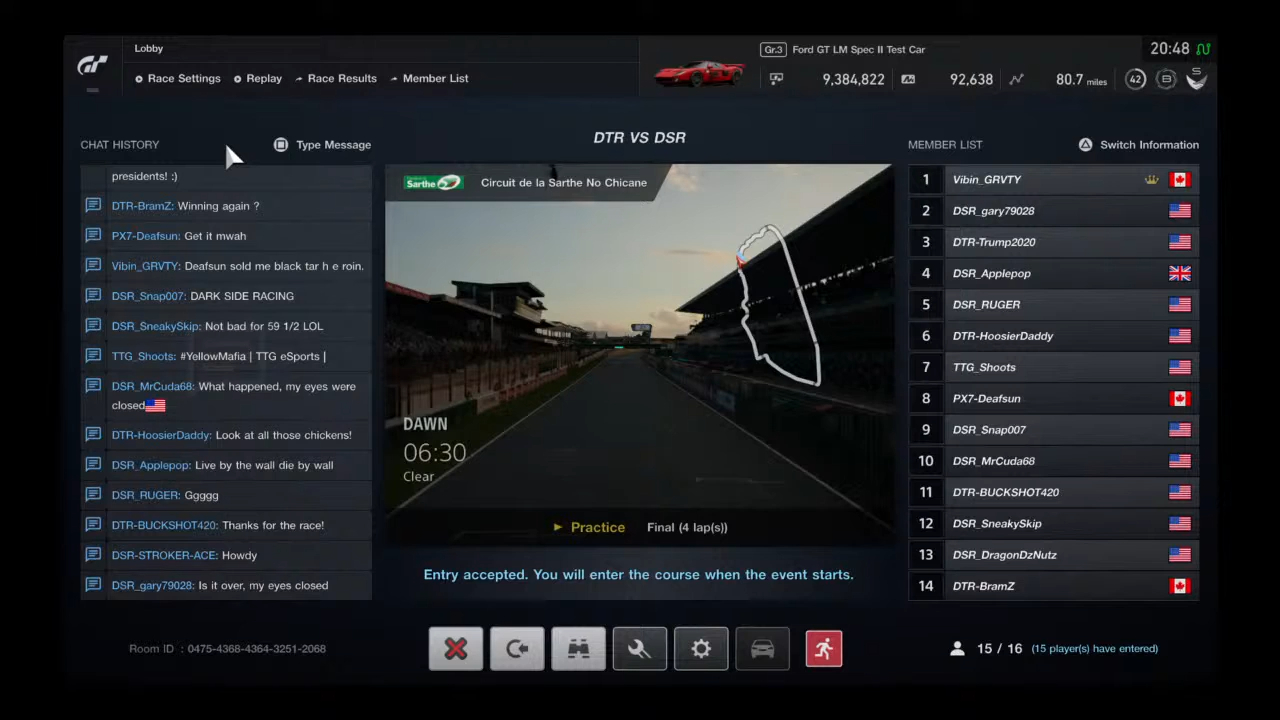 Lobby
Race Settings
Replay
Race Results
Member List
Gr.3 Ford GT LM Spec II Test Car
20:48
9,384,822
92,638
80.7 miles
42
B
S
CHAT HISTORY
Type Message
DTR VS DSR
MEMBER LIST
Switch Information
presidents! :)
DTR-BramZ: Winning again ?
PX7-Deafsun: Get it mwah
Vibin_GRVTY: Deafsun sold me black tar h e roin.
DSR_Snap007: DARK SIDE RACING
DSR_SneakySkip: Not bad for 59 1/2 LOL
TTG_Shoots: #YellowMafia | TTG eSports |
DSR_MrCuda68: What happened, my eyes were
closed
DTR-HoosierDaddy: Look at all those chickens!
DSR_Applepop: Live by the wall die by wall
DSR_RUGER: Ggggg
DTR-BUCKSHOT420: Thanks for the race!
DSR-STROKER-ACE: Howdy
DSR_gary79028: Is it over, my eyes closed
Sarthe
Circuit de la Sarthe No Chicane
DAWN
06:30
Clear
Practice
Final (4 lap(s))
Entry accepted. You will enter the course when the event starts.
1 Vibin_GRVTY
2 DSR_gary79028
3 DTR-Trump2020
4 DSR_Applepop
5 DSR_RUGER
6 DTR-HoosierDaddy
7 TTG_Shoots
8 PX7-Deafsun
9 DSR_Snap007
10 DSR_MrCuda68
11 DTR-BUCKSHOT420
12 DSR_SneakySkip
13 DSR_DragonDzNutz
14 DTR-BramZ
Room ID : 0475-4368-4364-3251-2068
15 / 16 (15 player(s) have entered)